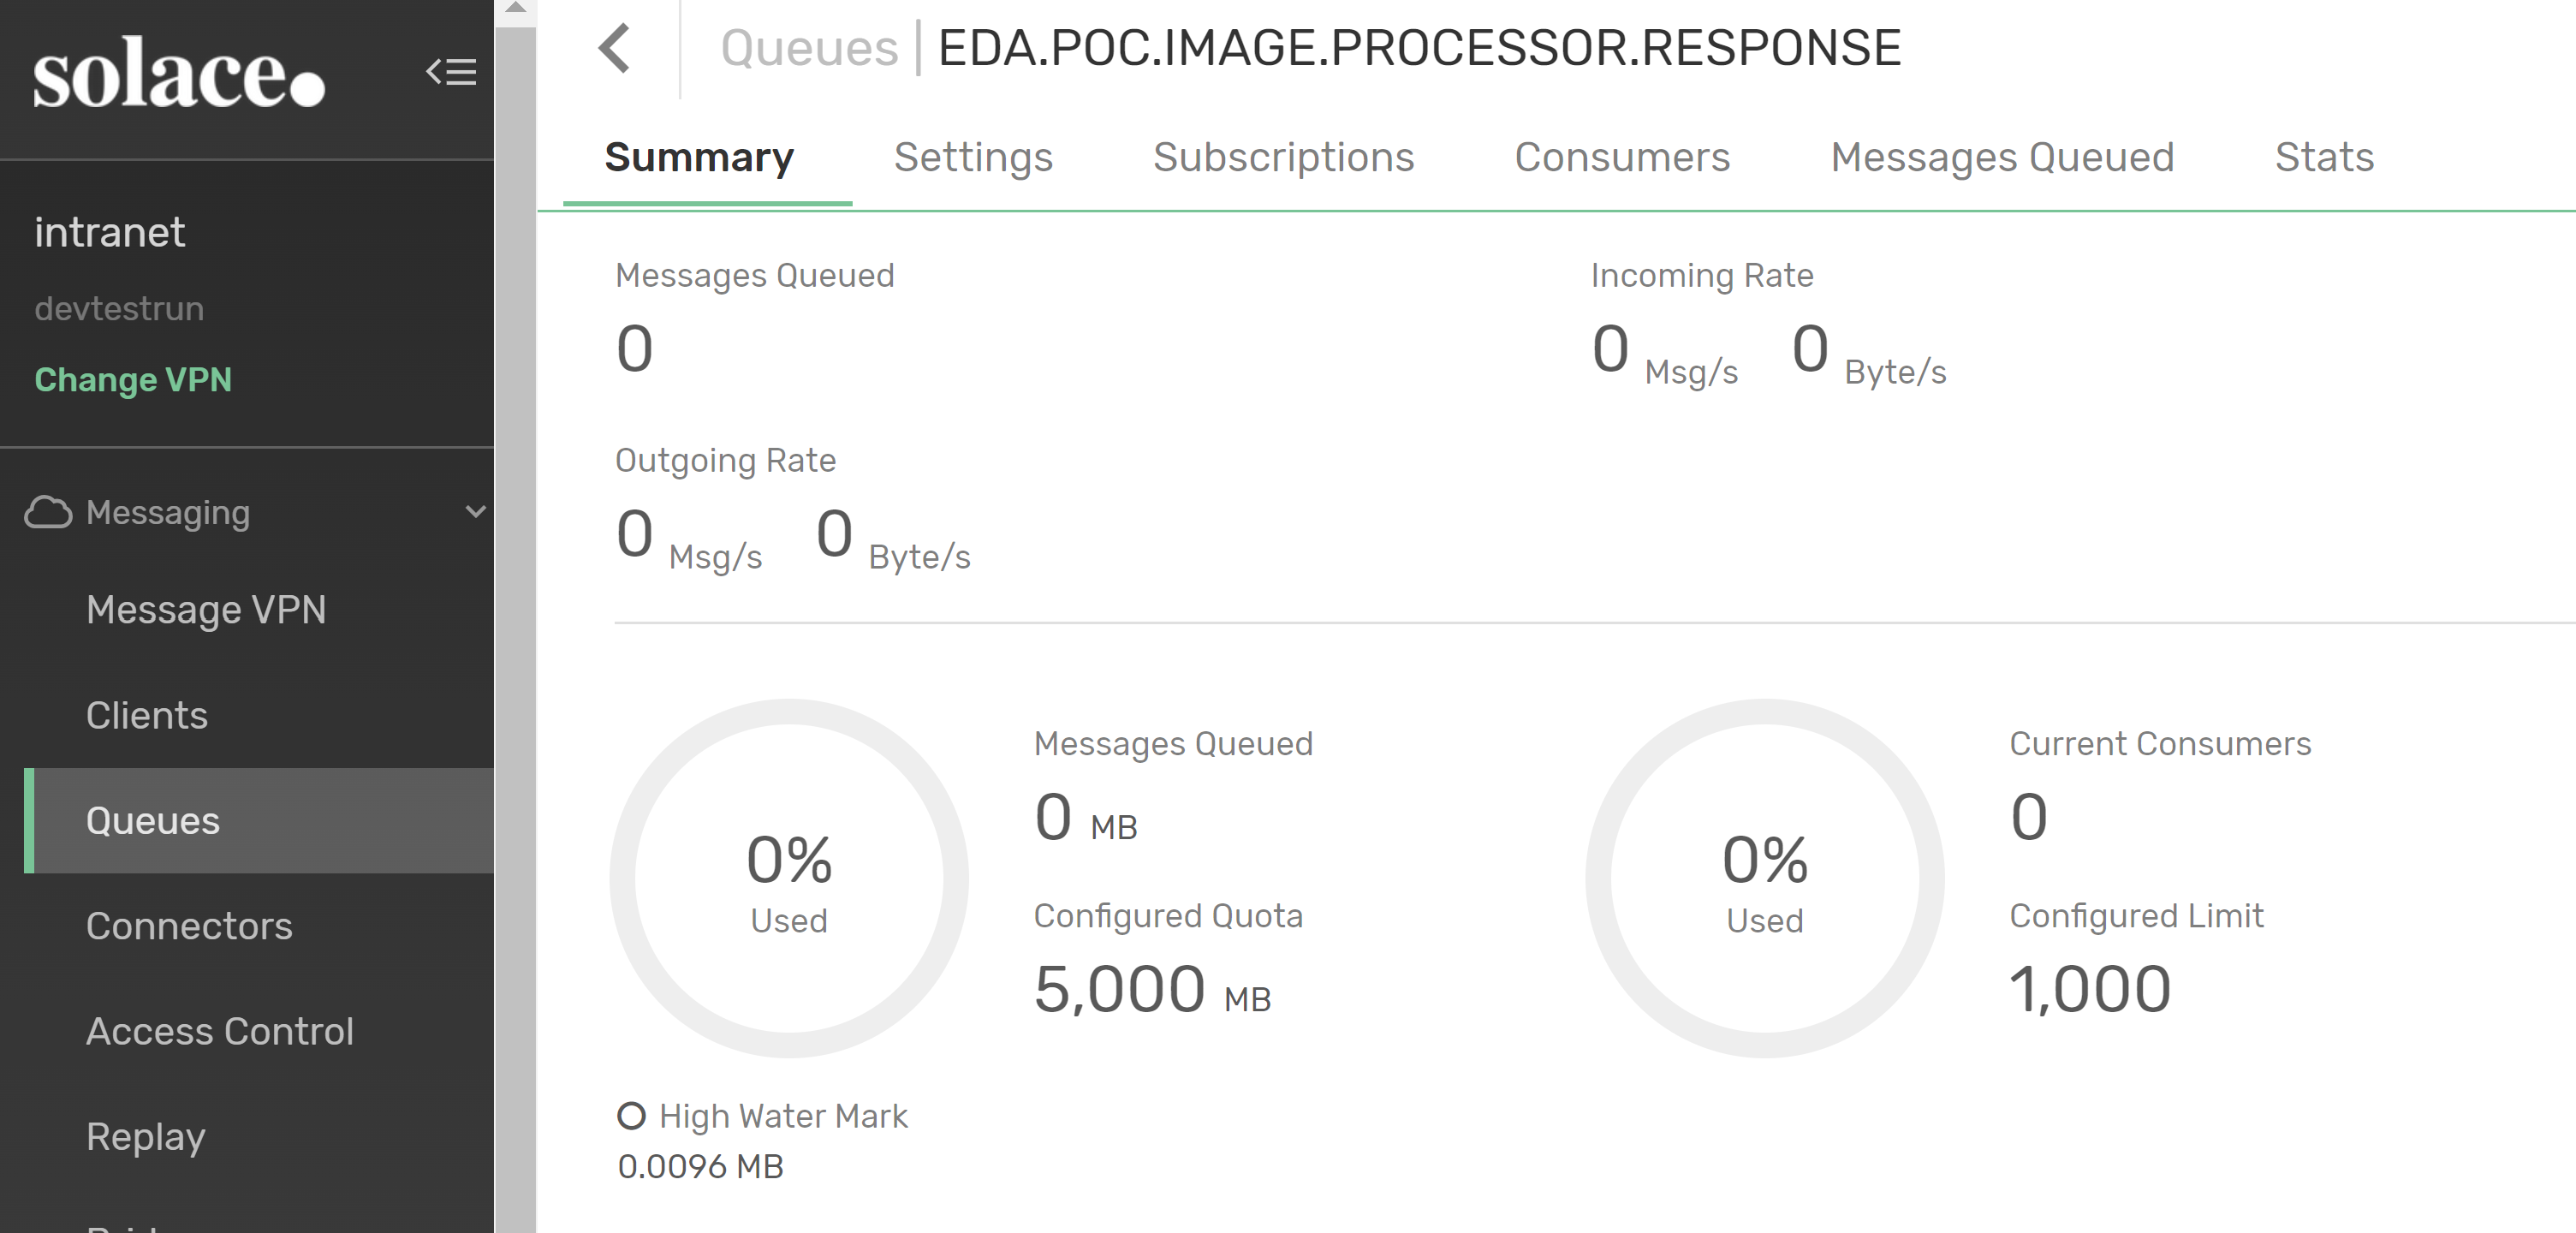 solace
intranet
devtestrun
Change VPN
Messaging
Message VPN
Clients
Queues
Connectors
Access Control
Replay
Queues | EDA.POC.IMAGE.PROCESSOR.RESPONSE
Summary Settings Subscriptions Consumers Messages Queued Stats
Messages Queued
0
Incoming Rate
0 Msg/s 0 Byte/s
Outgoing Rate
0 Msg/s 0 Byte/s
0%
Used
Messages Queued
0 MB
Configured Quota
5,000 MB
High Water Mark
0.0096 MB
0%
Used
Current Consumers
0
Configured Limit
1,000